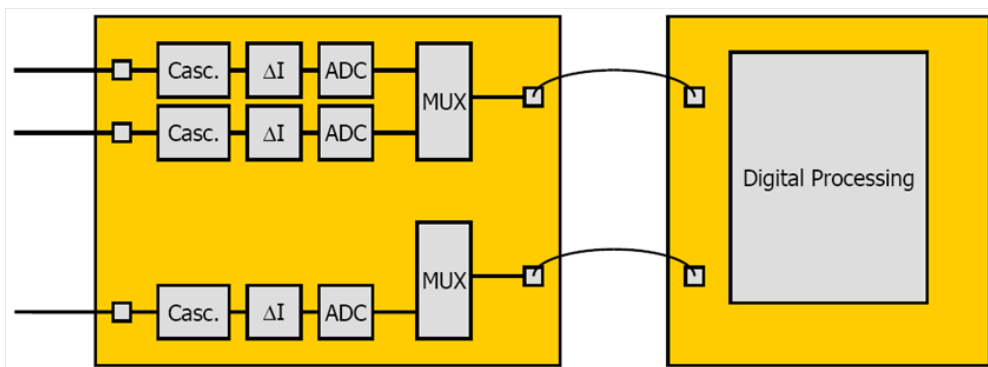 Casc. ΔI ADC
MUX
Casc. ΔI ADC
Digital Processing
MUX
Casc. ΔI ADC